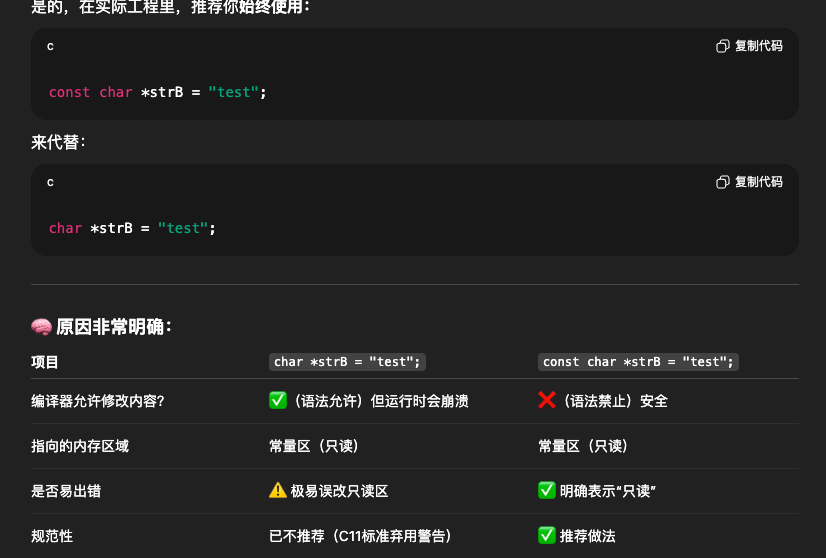 是的，在实际工程里，推荐你始终使用：
c 复制代码
const char *strB = "test";
来代替：
c 复制代码
char *strB = "test";
🧠 原因非常明确：
项目 char *strB = "test"; const char *strB = "test";
编译器允许修改内容？ ✅（语法允许）但运行时会崩溃 ❌（语法禁止）安全
指向的内存区域 常量区（只读） 常量区（只读）
是否易出错 ⚠️ 极易误改只读区 ✅ 明确表示“只读”
规范性 已不推荐（C11标准弃用警告） ✅ 推荐做法